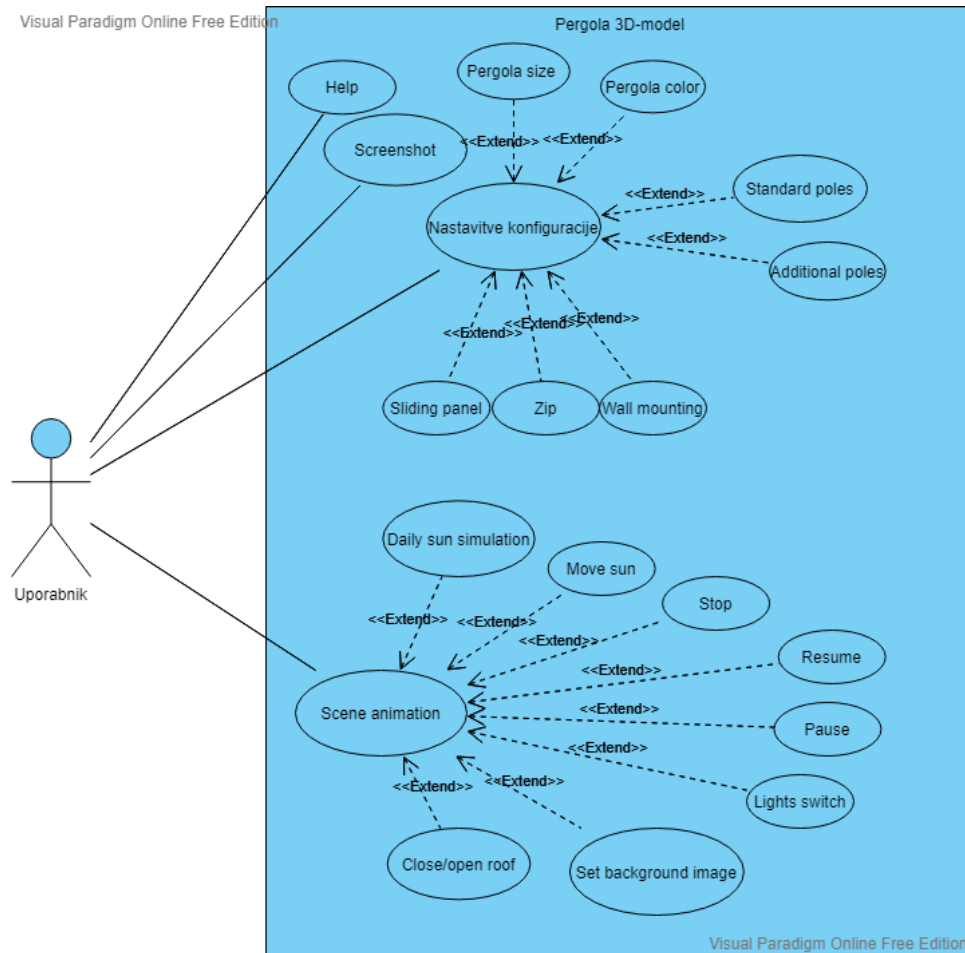 Visual Paradigm Online Free Edition
Pergola 3D-model
Help
Pergola size
Pergola color
Screenshot
<<Extend>>
<<Extend>>
Nastavitve konfiguracije
<<Extend>>
Standard poles
<<Extend>>
Additional poles
<<Extend>>
<<Extend>>
<<Extend>>
Sliding panel
Zip
Wall mounting
Uporabnik
Daily sun simulation
Move sun
Stop
<<Extend>>
<<Extend>>
<<Extend>>
Resume
<<Extend>>
Scene animation
<<Extend>>
Pause
<<Extend>>
Lights switch
<<Extend>>
<<Extend>>
Close/open roof
Set background image
Visual Paradigm Online Free Edition